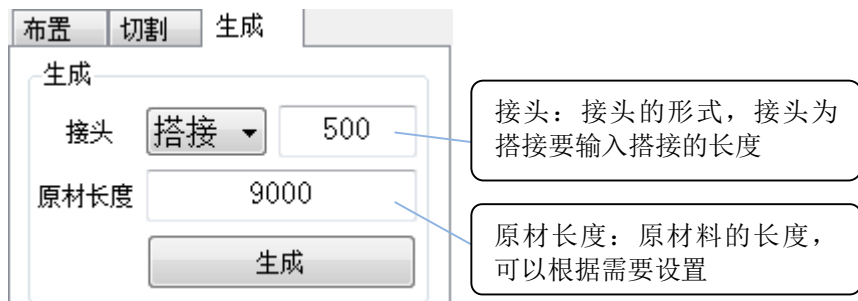 布置 切割 生成
生成
接头 搭接 500
接头：接头的形式，接头为
搭接要输入搭接的长度
原材长度 9000
原材长度：原材料的长度，
可以根据需要设置
生成